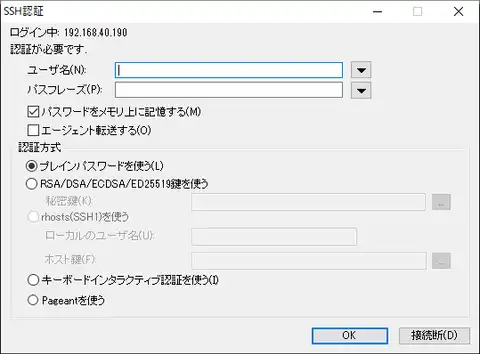 SSH認証
ログイン中: 192.168.40.190
認証が必要です.
ユーザ名(N):
パスフレーズ(P):
パスワードをメモリ上に記憶する(M)
エージェント転送する(O)
認証方式
プレインパスワードを使う(L)
RSA/DSA/ECDSA/ED25519鍵を使う
秘密鍵(K):
...
rhosts(SSH1)を使う
ローカルのユーザ名(U):
ホスト鍵(F):
...
キーボードインタラクティブ認証を使う(I)
Pageantを使う
OK
接続断(D)